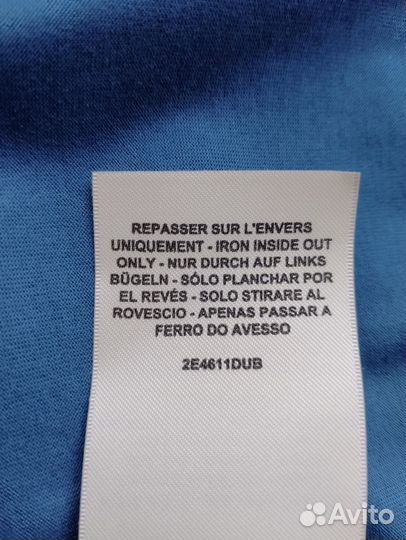 REPASSER SUR L'ENVERS
UNIQUEMENT - IRON INSIDE OUT
ONLY - NUR DURCH AUF LINKS
BÜGELN - SÓLO PLANCHAR POR
EL REVÉS - SOLO STIRARE AL
ROVESCIO - APENAS PASSAR A
FERRO DO AVESSO
2E4611DUB
Avito